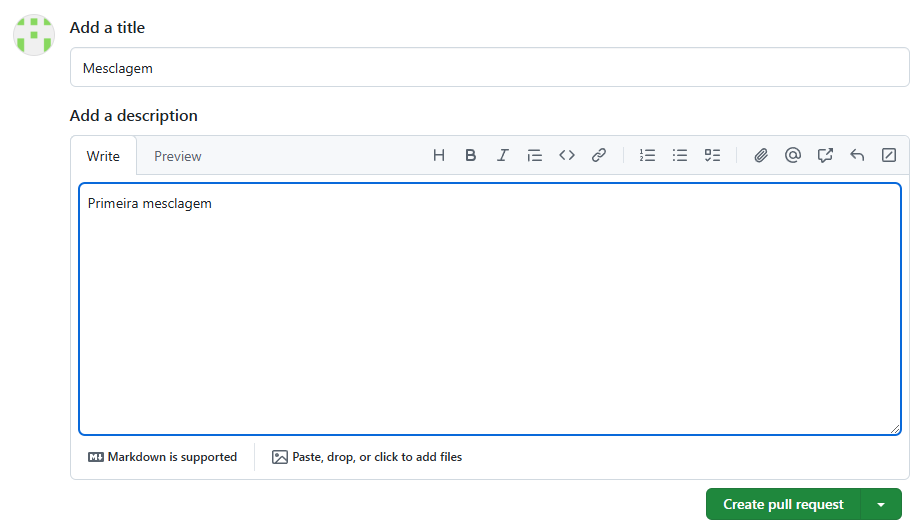 Add a title
Mesclagem
Add a description
Write
Preview
Primeira mesclagem
Markdown is supported
Paste, drop, or click to add files
Create pull request